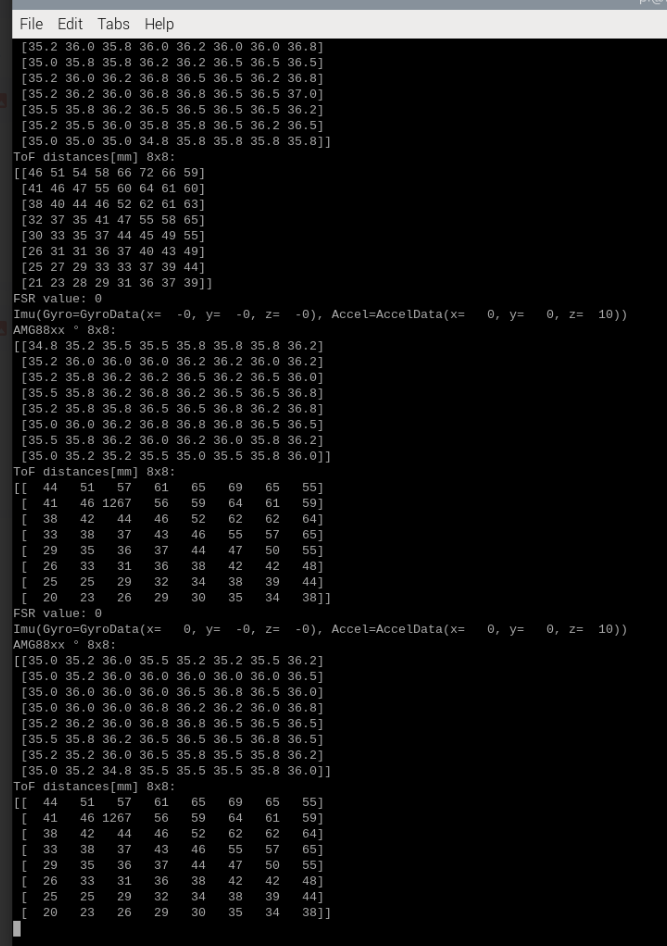 File Edit Tabs Help
[35.2 36.0 35.8 36.0 36.2 36.0 36.0 36.8]
[35.0 35.8 35.8 36.2 36.2 36.5 36.5 36.5]
[35.2 36.0 36.2 36.8 36.5 36.5 36.2 36.8]
[35.2 36.2 36.0 36.8 36.8 36.5 36.5 37.0]
[35.5 35.8 36.2 36.5 36.5 36.5 36.5 36.2]
[35.2 35.5 36.0 35.8 35.8 36.5 36.2 36.5]
[35.0 35.0 35.0 34.8 35.8 35.8 35.8 35.8]]
ToF distances[mm] 8x8:
[[46 51 54 58 66 72 66 59]
[41 46 47 55 60 64 61 60]
[38 40 44 46 52 62 61 63]
[32 37 35 41 47 55 58 65]
[30 33 35 37 44 45 49 55]
[26 31 31 36 37 40 43 49]
[25 27 29 33 33 37 39 44]
[21 23 28 29 31 36 37 39]]
FSR value: 0
Imu(Gyro=GyroData(x=  -0, y=  -0, z=  -0), Accel=AccelData(x=   0, y=   0, z=  10))
AMG88xx ° 8x8:
[[34.8 35.2 35.5 35.5 35.8 35.8 35.8 36.2]
[35.2 36.0 36.0 36.0 36.2 36.2 36.0 36.2]
[35.2 35.8 36.2 36.2 36.5 36.2 36.5 36.0]
[35.5 35.8 36.2 36.8 36.2 36.5 36.5 36.8]
[35.2 35.8 35.8 36.5 36.5 36.8 36.2 36.8]
[35.0 36.0 36.2 36.8 36.8 36.8 36.5 36.5]
[35.5 35.8 36.2 36.0 36.2 36.0 35.8 36.2]
[35.0 35.2 35.2 35.5 35.0 35.5 35.8 36.0]]
ToF distances[mm] 8x8:
[[  44   51   57   61   65   69   65   55]
[  41   46 1267   56   59   64   61   59]
[  38   42   44   46   52   62   62   64]
[  33   38   37   43   46   55   57   65]
[  29   35   36   37   44   47   50   55]
[  26   33   31   36   38   42   42   48]
[  25   25   29   32   34   38   39   44]
[  20   23   26   29   30   35   34   38]]
FSR value: 0
Imu(Gyro=GyroData(x=   0, y=  -0, z=  -0), Accel=AccelData(x=   0, y=   0, z=  10))
AMG88xx ° 8x8:
[[35.0 35.2 36.0 35.5 35.2 35.2 35.5 36.2]
[35.0 35.2 36.0 36.0 36.0 36.0 36.0 36.5]
[35.0 36.0 36.0 36.0 36.5 36.8 36.5 36.0]
[35.0 36.0 36.0 36.8 36.2 36.2 36.0 36.8]
[35.2 36.2 36.0 36.8 36.8 36.5 36.5 36.5]
[35.5 35.8 36.2 36.5 36.5 36.5 36.8 36.5]
[35.2 35.2 36.0 36.5 35.8 35.5 35.8 36.2]
[35.0 35.2 34.8 35.5 35.5 35.5 35.8 36.0]]
ToF distances[mm] 8x8:
[[  44   51   57   61   65   69   65   55]
[  41   46 1267   56   59   64   61   59]
[  38   42   44   46   52   62   62   64]
[  33   38   37   43   46   55   57   65]
[  29   35   36   37   44   47   50   55]
[  26   33   31   36   38   42   42   48]
[  25   25   29   32   34   38   39   44]
[  20   23   26   29   30   35   34   38]]